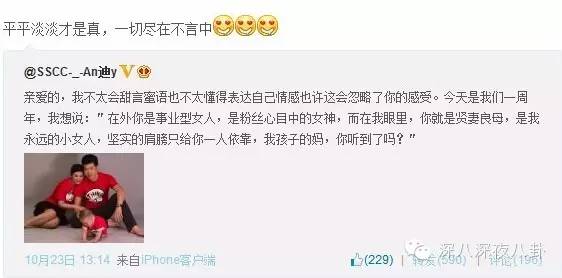 平平淡淡才是真，一切尽在不言中
@SSCC-_-An迪y
亲爱的，我不太会甜言蜜语也不太懂得表达自己情感也许这会忽略了你的感受。今天是我们一周
年，我想说：”在外你是事业型女人，是粉丝心目中的女神，而在我眼里，你就是贤妻良母，是我
永远的小女人，坚实的肩膀只给你一人依靠，我孩子的妈，你听到了吗？”
10月23日 13:14 来自iPhone客户端 (229) | 转发(590) | 评论(196)
深八深夜八卦